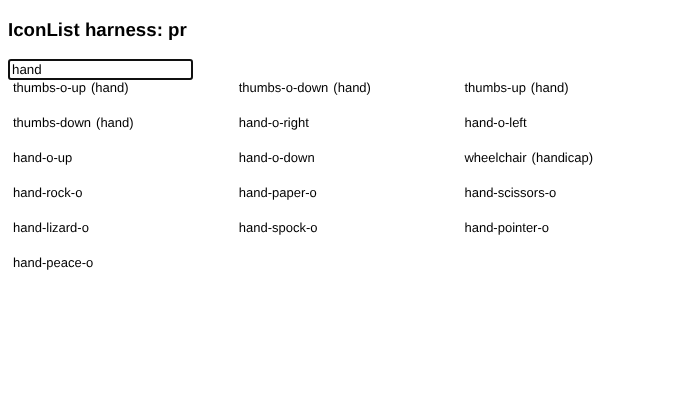 IconList harness: pr
hand
thumbs-o-up (hand) thumbs-o-down (hand) thumbs-up (hand)
thumbs-down (hand) hand-o-right hand-o-left
hand-o-up hand-o-down wheelchair (handicap)
hand-rock-o hand-paper-o hand-scissors-o
hand-lizard-o hand-spock-o hand-pointer-o
hand-peace-o